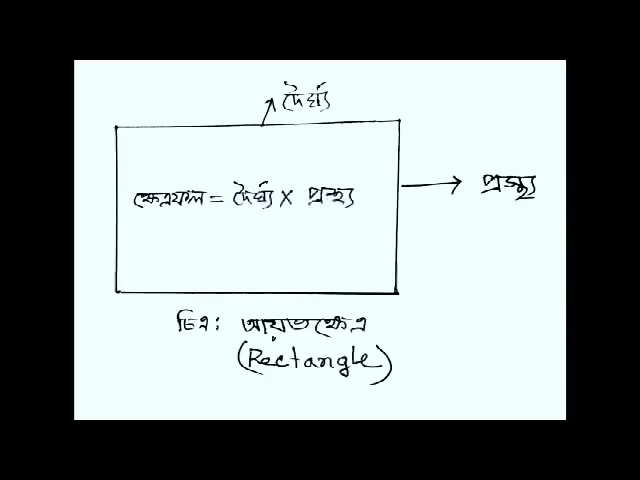 দৈর্ঘ্য
ক্ষেত্রফল = দৈর্ঘ্য X প্রস্থ্য
প্রস্থ্য
চিত্র: আয়তক্ষেত্র
(Rectangle)